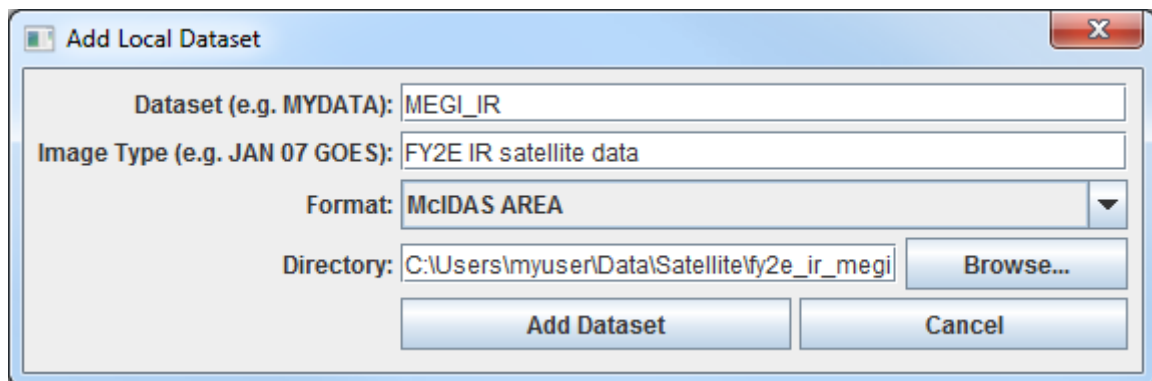 Add Local Dataset
Dataset (e.g. MYDATA): MEGI_IR
Image Type (e.g. JAN 07 GOES): FY2E IR satellite data
Format: McIDAS AREA
Directory: C:\Users\myuser\Data\Satellite\fy2e_ir_megi Browse...
Add Dataset Cancel